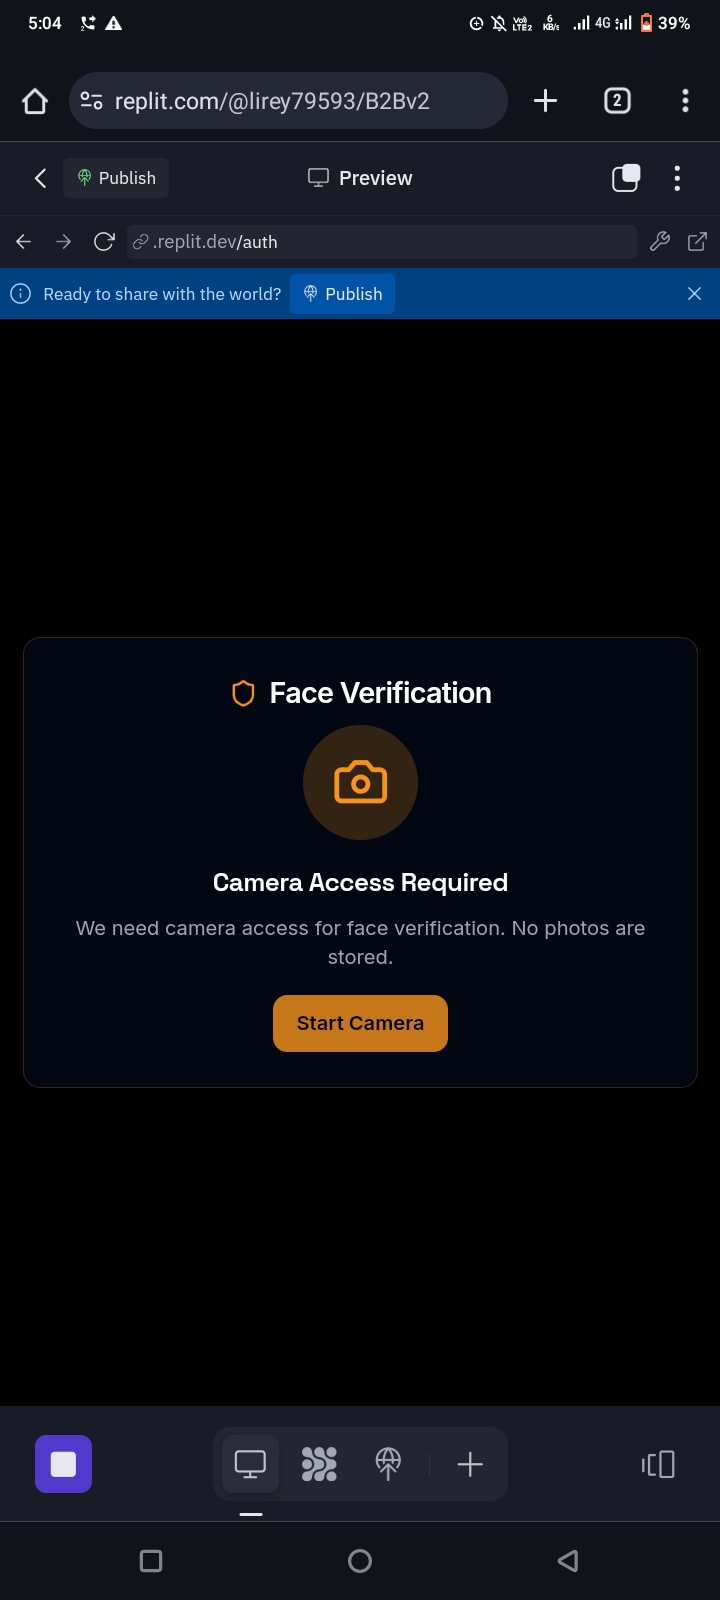 5:04
2
Vo)) LTE2
6 KB/s
4G
39%
replit.com/@lirey79593/B2Bv2
2
Publish
Preview
.replit.dev/auth
Ready to share with the world?
Publish
Face Verification
Camera Access Required
We need camera access for face verification. No photos are
stored.
Start Camera